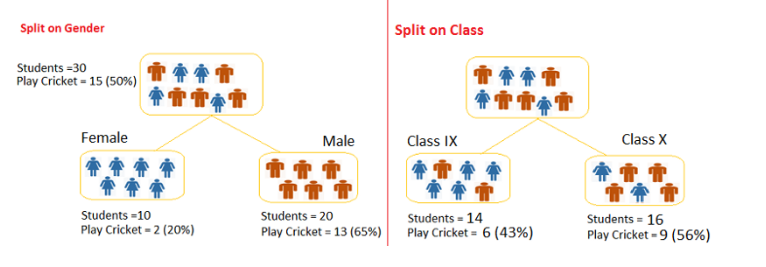 Split on Gender
Students =30
Play Cricket = 15 (50%)
Female
Male
Students =10
Play Cricket = 2 (20%)
Students = 20
Play Cricket = 13 (65%)
Split on Class
Class IX
Class X
Students = 14
Play Cricket = 6 (43%)
Students = 16
Play Cricket = 9 (56%)